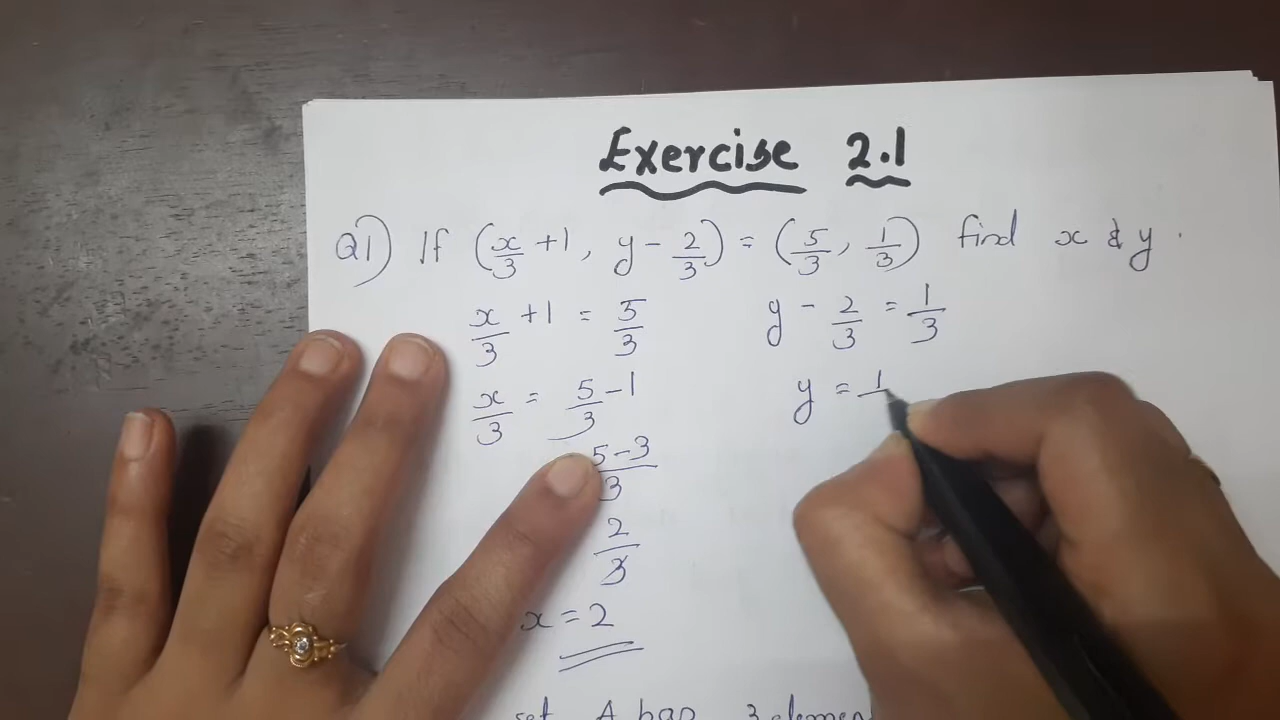 Exercise 2.1
Q1) If (x/3 +1, y - 2/3) = (5/3, 1/3) find x & y.
x/3 +1 = 5/3
x/3 = 5/3 -1
5-3/3
2/3
x = 2
y - 2/3 = 1/3
y = 1
set A has 3 elemen